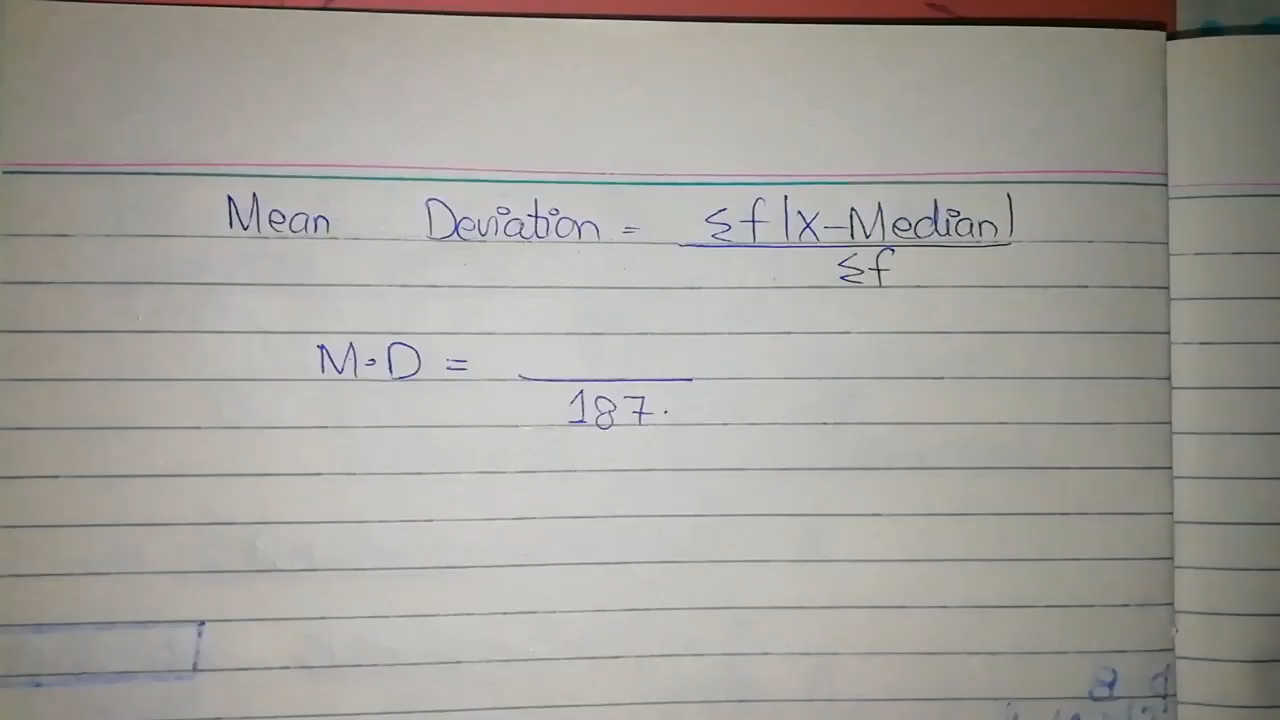 Mean Deviation = Σf|x-Median|
Σf
M.D =
187.